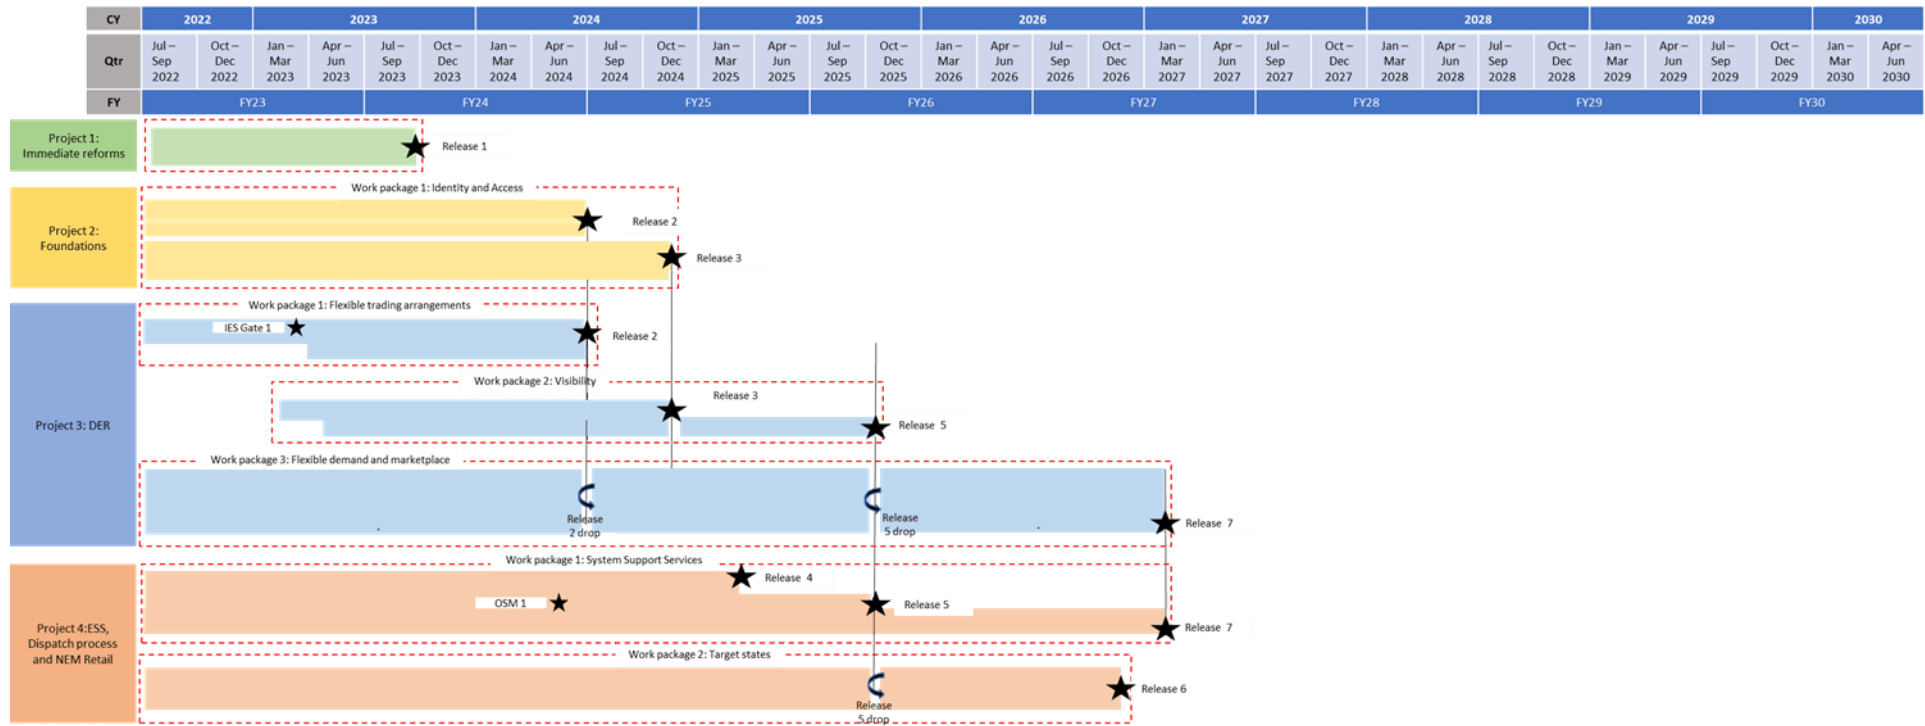 CY 2022 2023 2024 2025 2026 2027 2028 2029 2030
Qtr
Jul – Sep 2022
Oct – Dec 2022
Jan – Mar 2023
Apr – Jun 2023
Jul – Sep 2023
Oct – Dec 2023
Jan – Mar 2024
Apr – Jun 2024
Jul – Sep 2024
Oct – Dec 2024
Jan – Mar 2025
Apr – Jun 2025
Jul – Sep 2025
Oct – Dec 2025
Jan – Mar 2026
Apr – Jun 2026
Jul – Sep 2026
Oct – Dec 2026
Jan – Mar 2027
Apr – Jun 2027
Jul – Sep 2027
Oct – Dec 2027
Jan – Mar 2028
Apr – Jun 2028
Jul – Sep 2028
Oct – Dec 2028
Jan – Mar 2029
Apr – Jun 2029
Jul – Sep 2029
Oct – Dec 2029
Jan – Mar 2030
Apr – Jun 2030
FY FY23 FY24 FY25 FY26 FY27 FY28 FY29 FY30
Project 1:
Immediate reforms
Release 1
Project 2:
Foundations
Work package 1: Identity and Access
Release 2
Release 3
Project 3: DER
Work package 1: Flexible trading arrangements
IES Gate 1
Release 2
Work package 2: Visibility
Release 3
Release 5
Work package 3: Flexible demand and marketplace
Release
2 drop
Release
5 drop
Release 7
Project 4:ESS,
Dispatch process
and NEM Retail
Work package 1: System Support Services
Release 4
OSM 1
Release 5
Release 7
Work package 2: Target states
Release 6
Release
5 drop